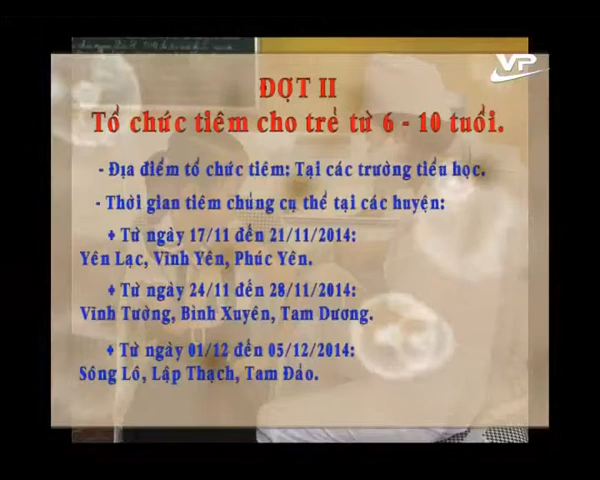 VP
ĐỢT II
Tổ chức tiêm cho trẻ từ 6 - 10 tuổi.
- Địa điểm tổ chức tiêm: Tại các trường tiểu học.
- Thời gian tiêm chủng cụ thể tại các huyện:
+ Từ ngày 17/11 đến 21/11/2014:
Yên Lạc, Vĩnh Yên, Phúc Yên.
+ Từ ngày 24/11 đến 28/11/2014:
Vĩnh Tường, Bình Xuyên, Tam Dương.
+ Từ ngày 01/12 đến 05/12/2014:
Sông Lô, Lập Thạch, Tam Đảo.